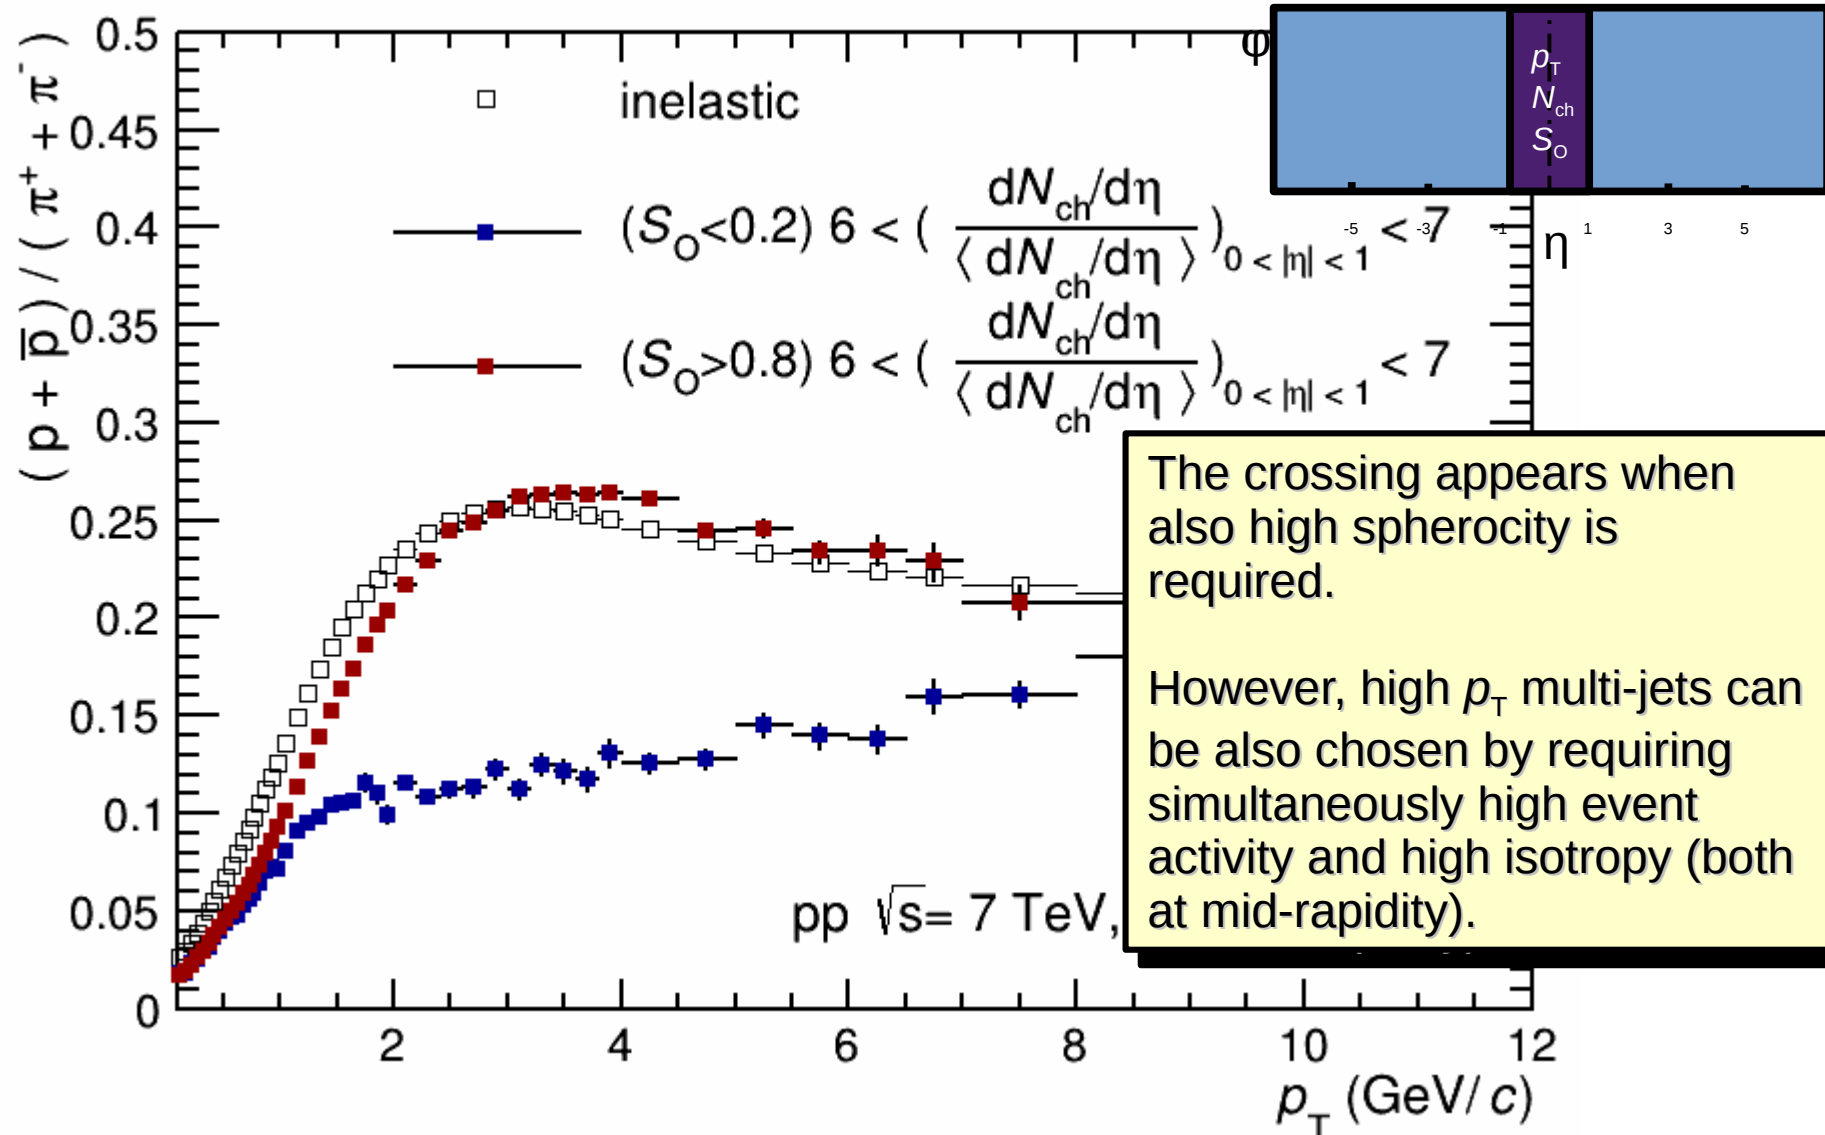 (p + p̅) / (π⁺ + π⁻)
0.5
0.45
0.4
0.35
0.3
0.25
0.2
0.15
0.1
0.05
0
inelastic
(S_O<0.2) 6 < ( dN_ch/dη / ⟨ dN_ch/dη ⟩ )_0 < |η| < 1 < 7
(S_O>0.8) 6 < ( dN_ch/dη / ⟨ dN_ch/dη ⟩ )_0 < |η| < 1 < 7
φ
p_T
N_ch
S_O
-5 -3 -1 1 3 5
η
The crossing appears when
also high spherocity is
required.
However, high p_T multi-jets can
be also chosen by requiring
simultaneously high event
activity and high isotropy (both
at mid-rapidity).
pp √s= 7 TeV,
2 4 6 8 10 12
p_T (GeV/c)